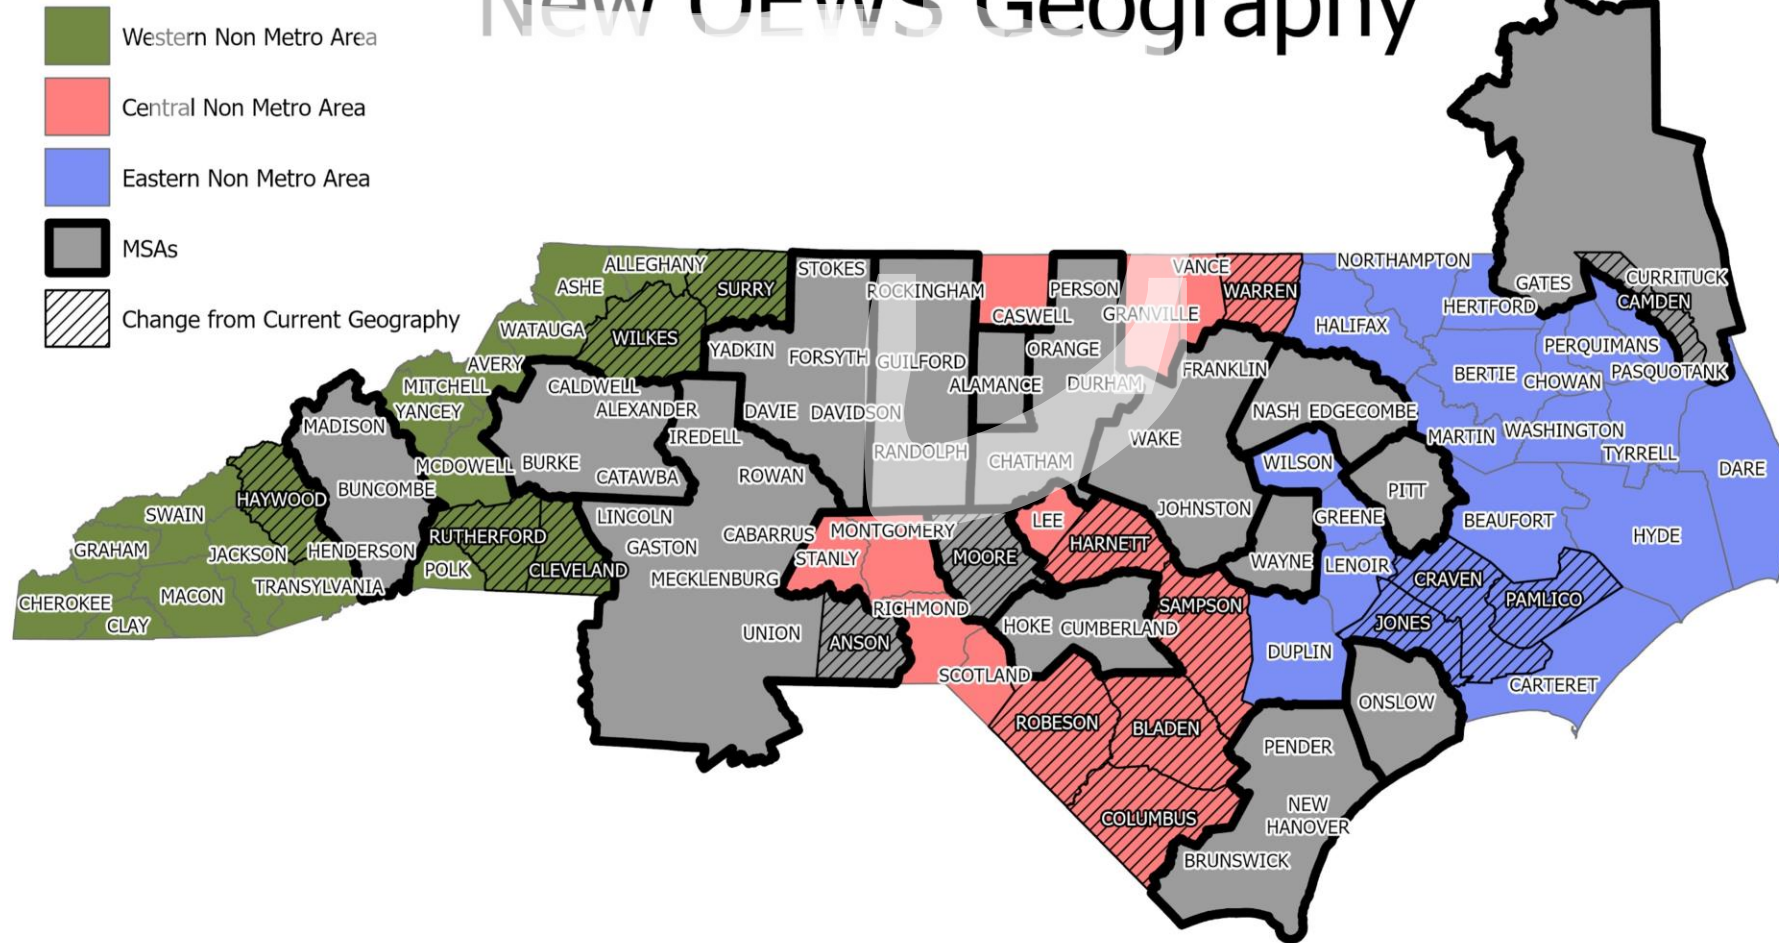 New OEWS Geography
Western Non Metro Area
Central Non Metro Area
Eastern Non Metro Area
MSAs
Change from Current Geography
ALLEGHANY
ASHE
SURRY
STOKES
ROCKINGHAM
CASWELL
PERSON
GRANVILLE
VANCE
WARREN
NORTHAMPTON
GATES
HERTFORD
CURRITUCK
CAMDEN
WATAUGA
WILKES
YADKIN
FORSYTH
GUILFORD
ALAMANCE
ORANGE
DURHAM
FRANKLIN
HALIFAX
PERQUIMANS
PASQUOTANK
BERTIE
CHOWAN
AVERY
MITCHELL
YANCEY
CALDWELL
ALEXANDER
IREDELL
DAVIE
DAVIDSON
RANDOLPH
CHATHAM
WAKE
NASH
EDGECOMBE
MARTIN
WASHINGTON
TYRRELL
DARE
MADISON
BUNCOMBE
MCDOWELL
BURKE
CATAWBA
ROWAN
WILSON
PITT
HAYWOOD
SWAIN
GRAHAM
JACKSON
HENDERSON
RUTHERFORD
LINCOLN
GASTON
CABARRUS
MONTGOMERY
STANLY
MOORE
LEE
HARNETT
JOHNSTON
GREENE
BEAUFORT
HYDE
CHEROKEE
CLAY
MACON
TRANSYLVANIA
POLK
CLEVELAND
MECKLENBURG
UNION
ANSON
RICHMOND
HOKE
CUMBERLAND
SAMPSON
WAYNE
LENOIR
CRAVEN
PAMLICO
JONES
DUPLIN
SCOTLAND
ROBESON
BLADEN
COLUMBUS
PENDER
ONSLOW
CARTERET
NEW
HANOVER
BRUNSWICK